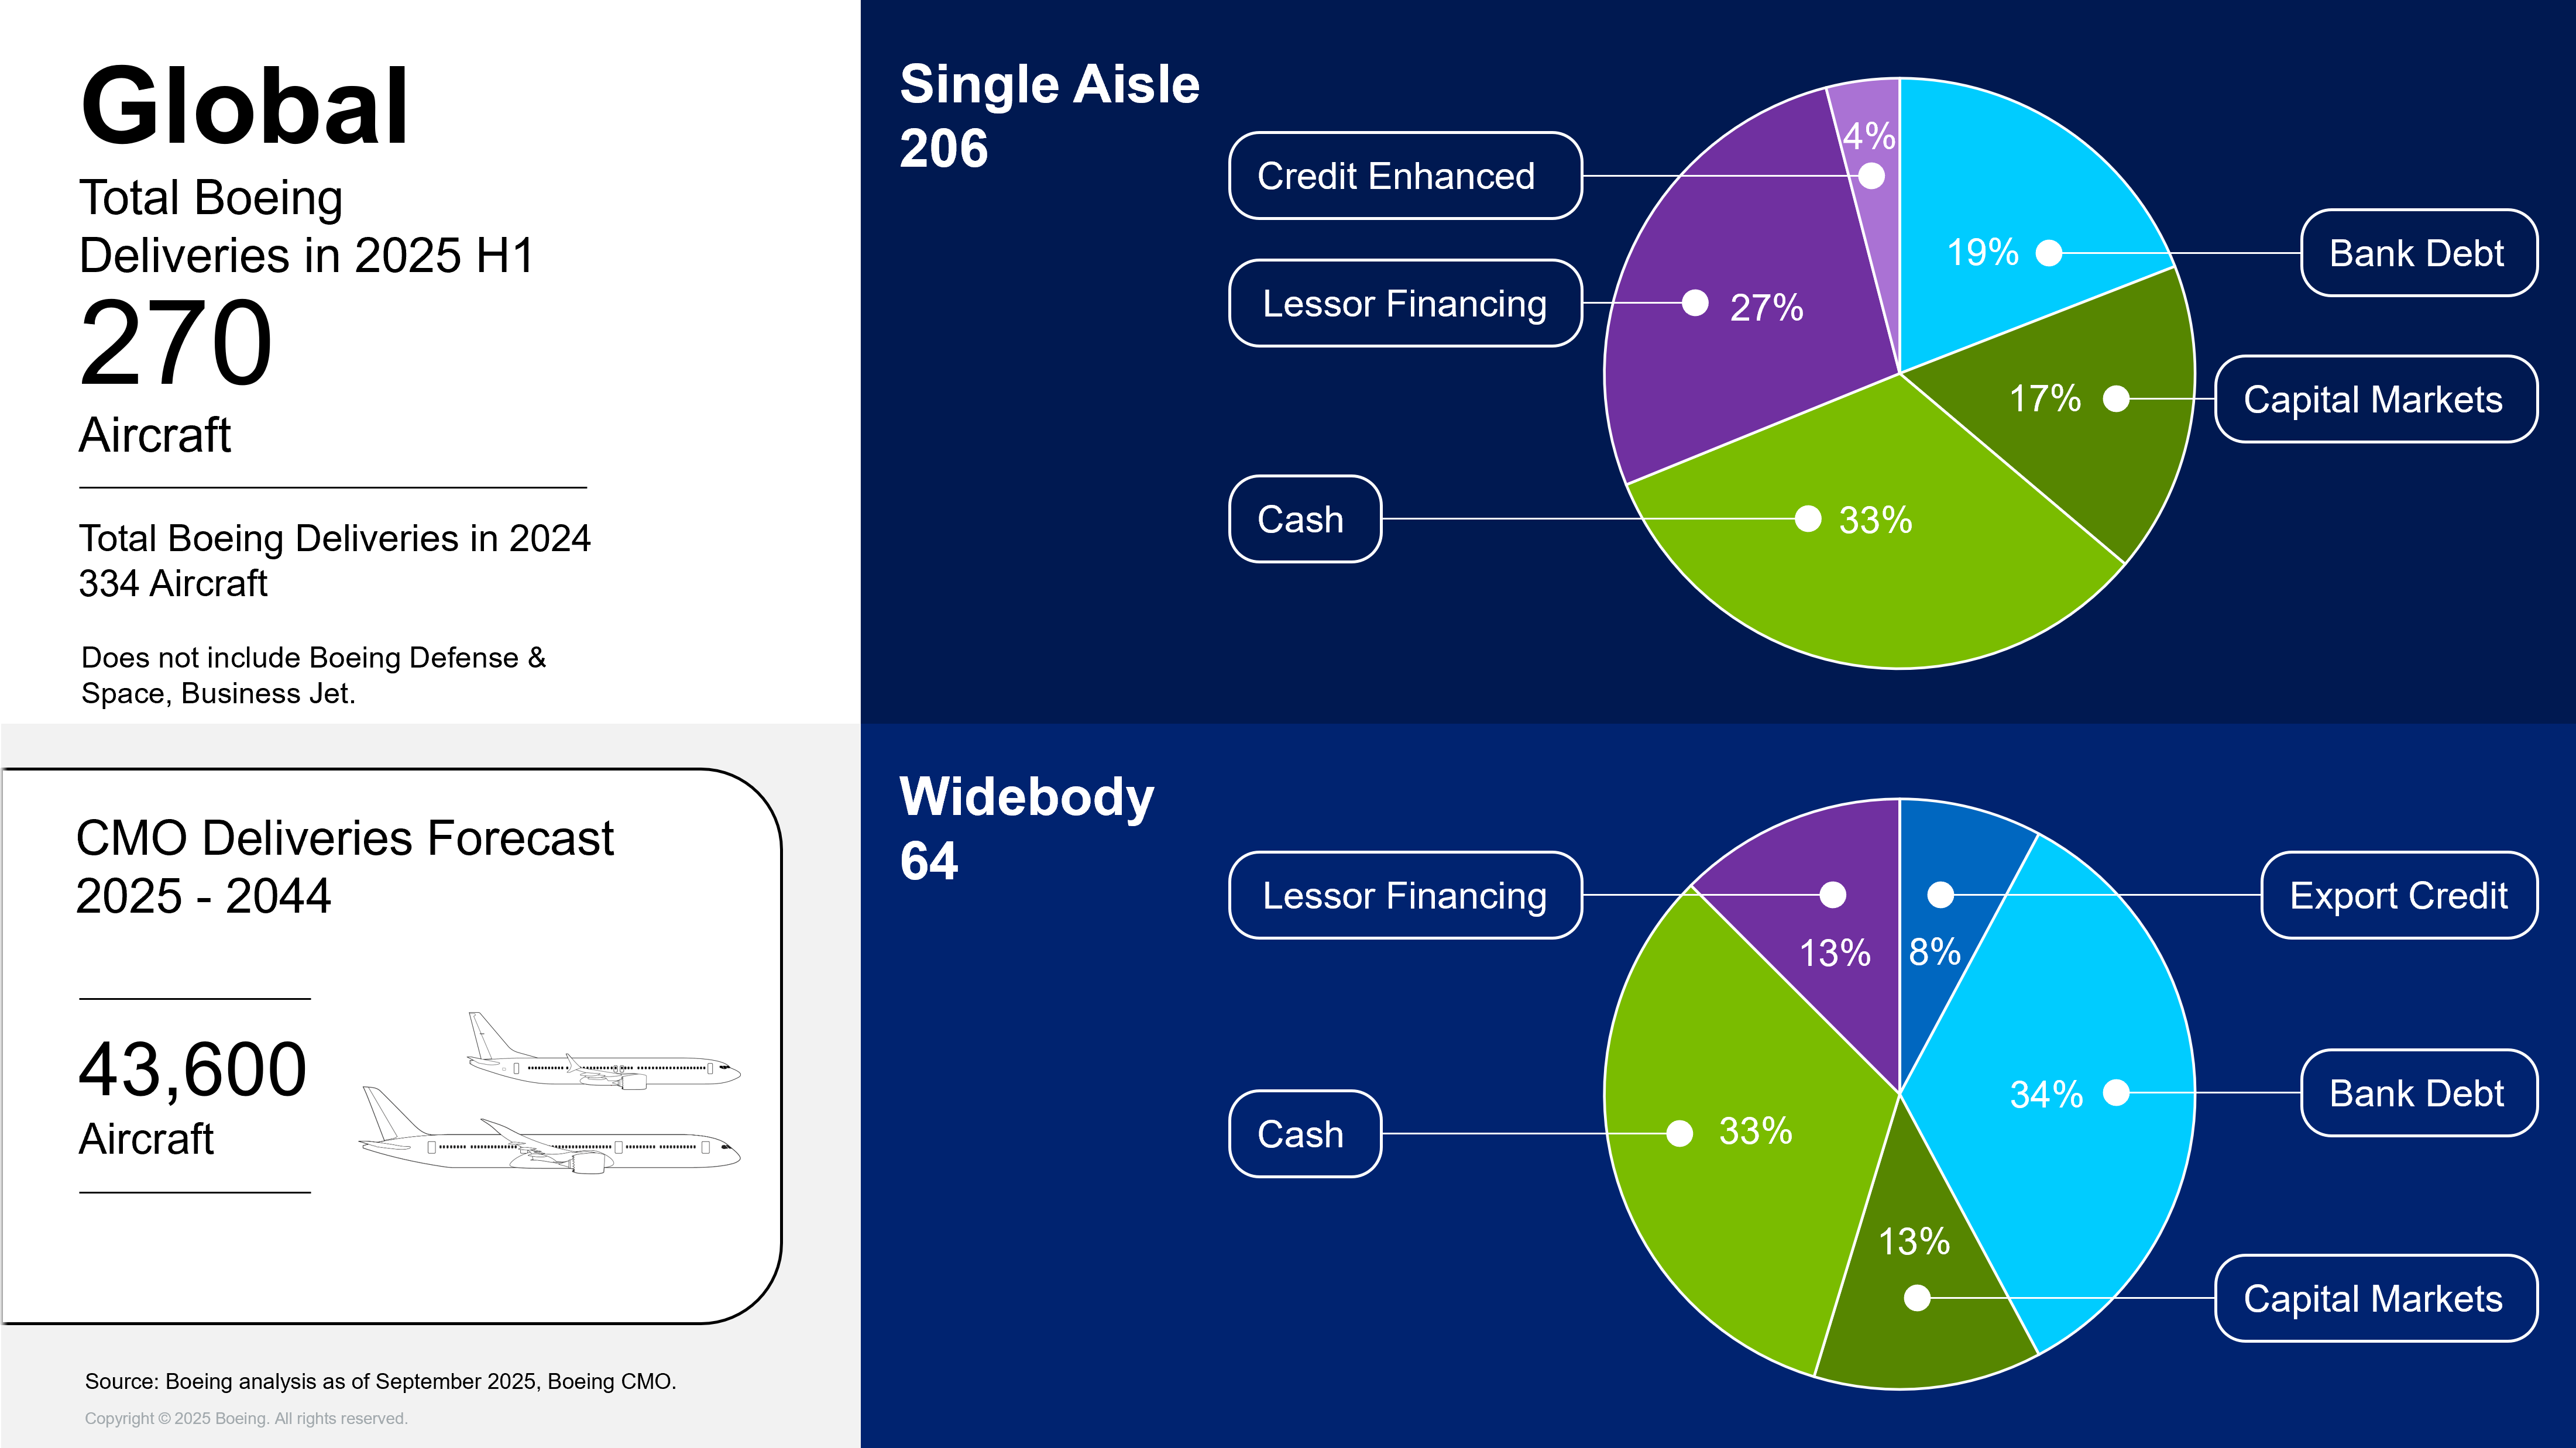 Global
Total Boeing
Deliveries in 2025 H1
270
Aircraft
Total Boeing Deliveries in 2024
334 Aircraft
Does not include Boeing Defense &
Space, Business Jet.
CMO Deliveries Forecast
2025 - 2044
43,600
Aircraft
Source: Boeing analysis as of September 2025, Boeing CMO.
Copyright © 2025 Boeing. All rights reserved.
Single Aisle
206
Credit Enhanced
4%
Lessor Financing
27%
Cash
33%
19%
Bank Debt
17%
Capital Markets
Widebody
64
Lessor Financing
13%
8%
Export Credit
Cash
33%
34%
Bank Debt
13%
Capital Markets